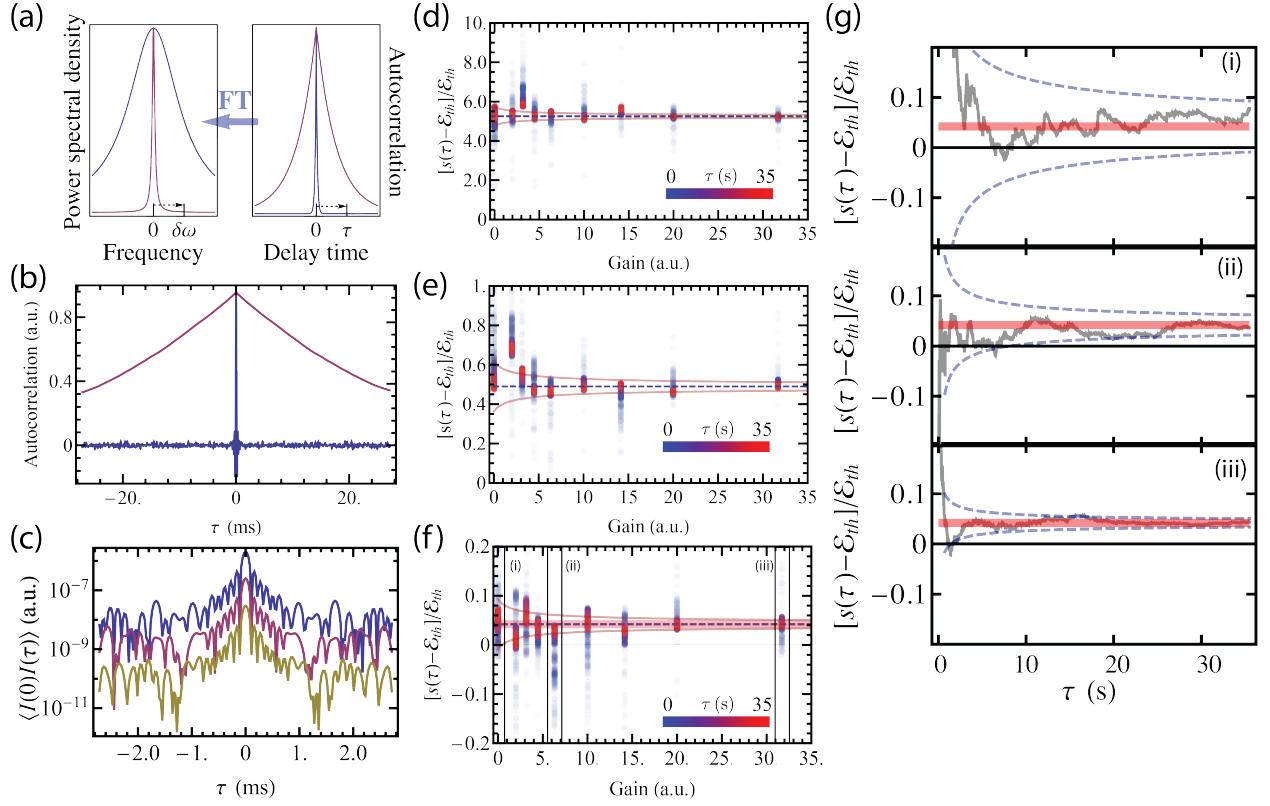 (a)
Power spectral density
0 δω
Frequency
FT
0 τ
Delay time
Autocorrelation
(b)
Autocorrelation (a.u.)
0.8
0.4
0
−20. 0 20.
τ (ms)
(c)
⟨I(0)I(τ)⟩ (a.u.)
10⁻⁷
10⁻⁹
10⁻¹¹
−2.0 −1. 0 1. 2.0
τ (ms)
(d)
[s(τ)−ℰth]/ℰth
10.
8.0
6.0
4.0
2.0
0
0 τ (s) 35
0 5. 10. 15. 20. 25. 30. 35
Gain (a.u.)
(e)
[s(τ)−ℰth]/ℰth
1.
0.8
0.6
0.4
0.2
0
0 τ (s) 35
0 5. 10. 15. 20. 25. 30. 35
Gain (a.u.)
(f)
[s(τ)−ℰth]/ℰth
0.2
0.1
0
−0.1
−0.2
(i) (ii) (iii)
0 τ (s) 35
0 5. 10. 15. 20. 25. 30. 35.
Gain (a.u.)
(g)
[s(τ)−ℰth]/ℰth
(i)
0.1
0
−0.1
[s(τ)−ℰth]/ℰth
(ii)
0.1
0
−0.1
[s(τ)−ℰth]/ℰth
(iii)
0.1
0
−0.1
0 10 20 30
τ (s)